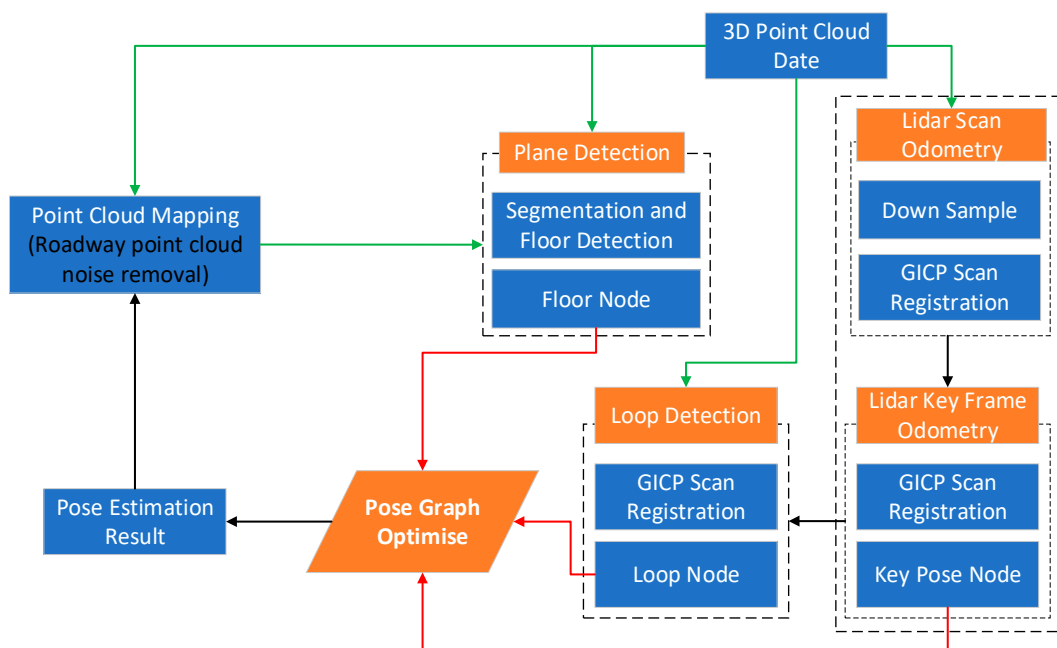 3D Point Cloud
Date
Lidar Scan
Odometry
Plane Detection
Down Sample
Segmentation and
Floor Detection
Point Cloud Mapping
(Roadway point cloud
noise removal)
GICP Scan
Registration
Floor Node
Loop Detection
Lidar Key Frame
Odometry
GICP Scan
Registration
GICP Scan
Registration
Pose Graph
Optimise
Pose Estimation
Result
Loop Node
Key Pose Node